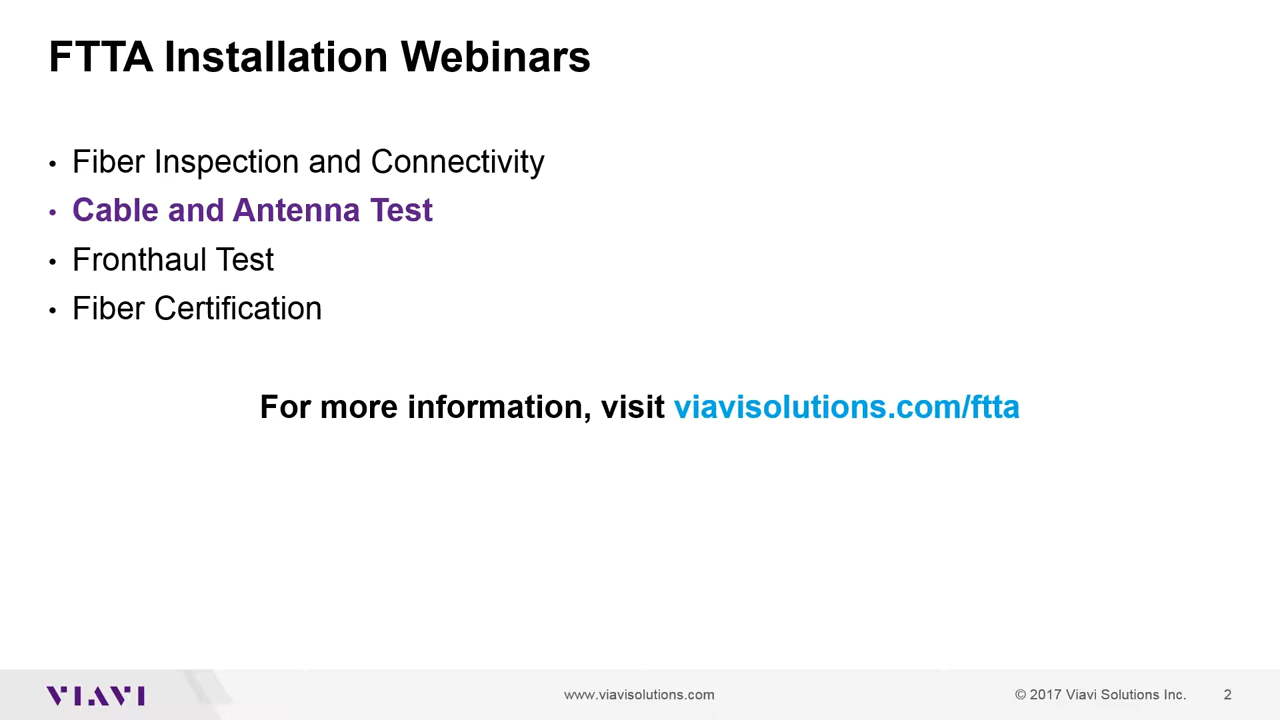 FTTA Installation Webinars
• Fiber Inspection and Connectivity
• Cable and Antenna Test
• Fronthaul Test
• Fiber Certification
For more information, visit viavisolutions.com/ftta
VIAVI
www.viavisolutions.com
© 2017 Viavi Solutions Inc.
2